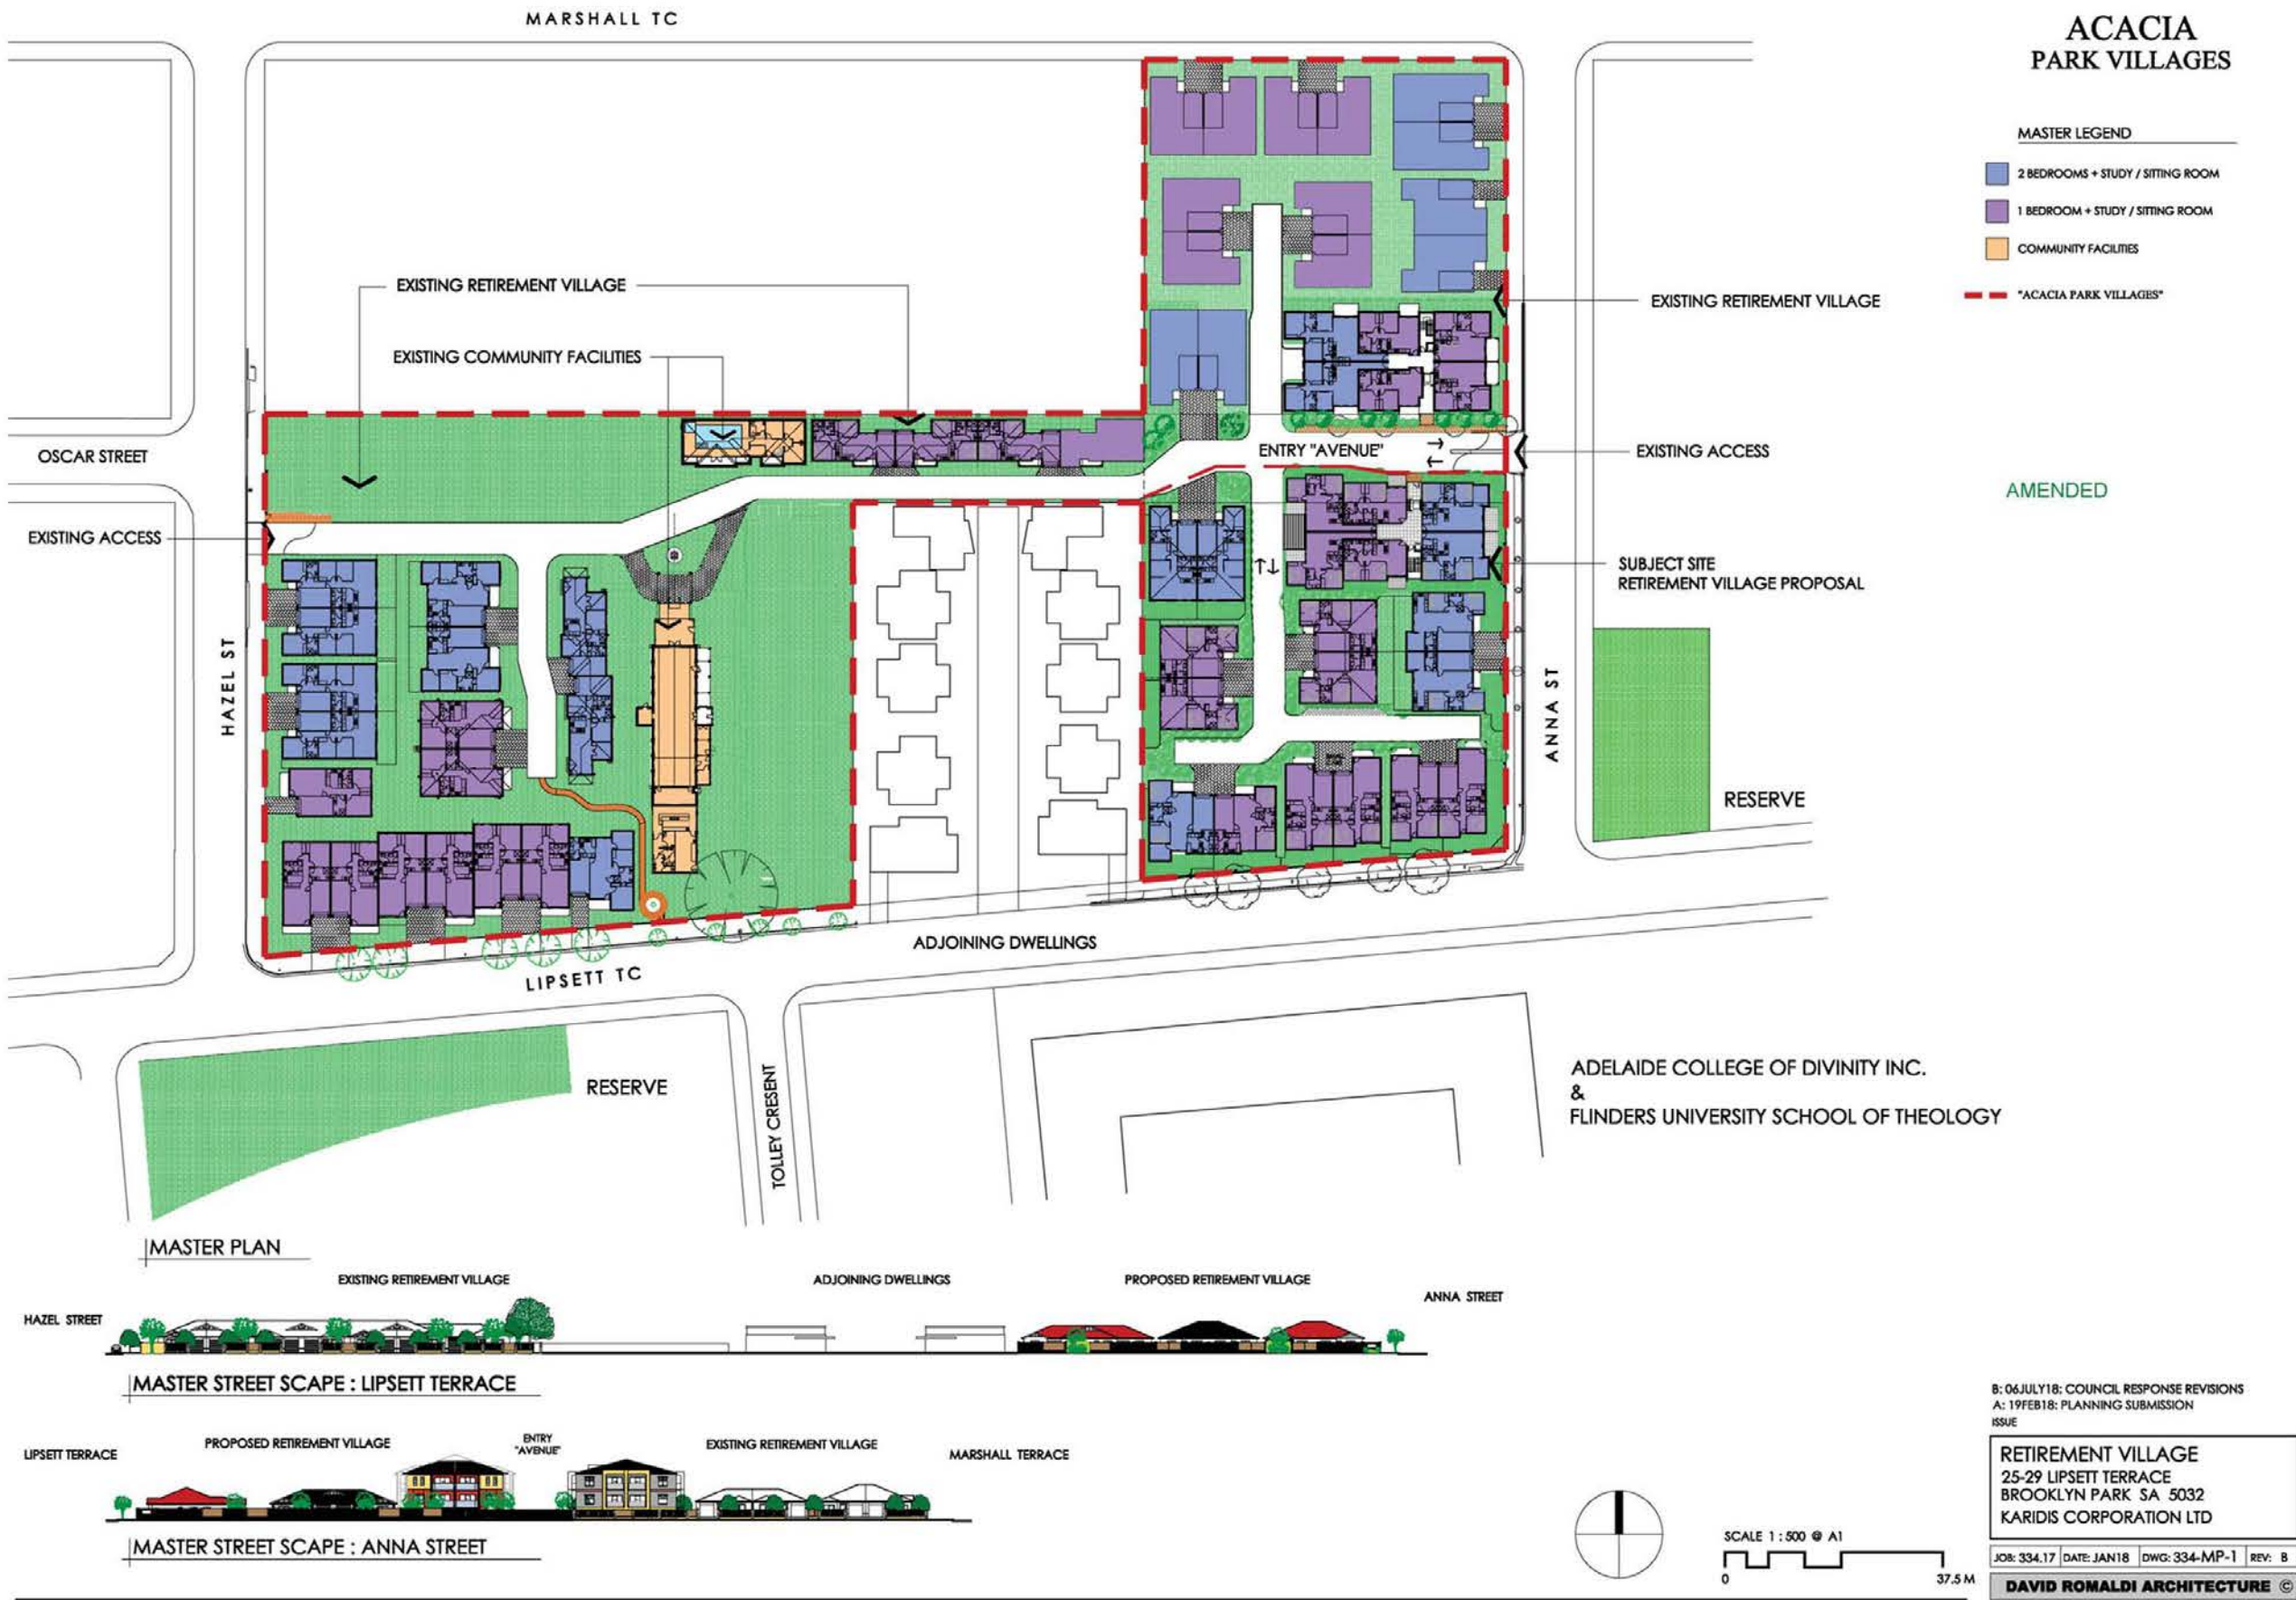 MARSHALL TC
ACACIA
PARK VILLAGES
MASTER LEGEND
2 BEDROOMS + STUDY / SITTING ROOM
1 BEDROOM + STUDY / SITTING ROOM
COMMUNITY FACILITIES
"ACACIA PARK VILLAGES"
EXISTING RETIREMENT VILLAGE
EXISTING RETIREMENT VILLAGE
EXISTING COMMUNITY FACILITIES
OSCAR STREET
ENTRY "AVENUE"
EXISTING ACCESS
AMENDED
EXISTING ACCESS
SUBJECT SITE
RETIREMENT VILLAGE PROPOSAL
HAZEL ST
ANNA ST
RESERVE
ADJOINING DWELLINGS
LIPSETT TC
RESERVE
TOLLEY CRESENT
ADELAIDE COLLEGE OF DIVINITY INC.
&
FLINDERS UNIVERSITY SCHOOL OF THEOLOGY
MASTER PLAN
EXISTING RETIREMENT VILLAGE
ADJOINING DWELLINGS
PROPOSED RETIREMENT VILLAGE
ANNA STREET
HAZEL STREET
MASTER STREET SCAPE : LIPSETT TERRACE
LIPSETT TERRACE
PROPOSED RETIREMENT VILLAGE
ENTRY
"AVENUE"
EXISTING RETIREMENT VILLAGE
MARSHALL TERRACE
MASTER STREET SCAPE : ANNA STREET
SCALE 1 : 500 @ A1
0
37.5 M
B: 06JULY18: COUNCIL RESPONSE REVISIONS
A: 19FEB18: PLANNING SUBMISSION
ISSUE
RETIREMENT VILLAGE
25-29 LIPSETT TERRACE
BROOKLYN PARK SA 5032
KARIDIS CORPORATION LTD
JOB: 334.17 DATE: JAN18 DWG: 334-MP-1 REV: B
DAVID ROMALDI ARCHITECTURE ©